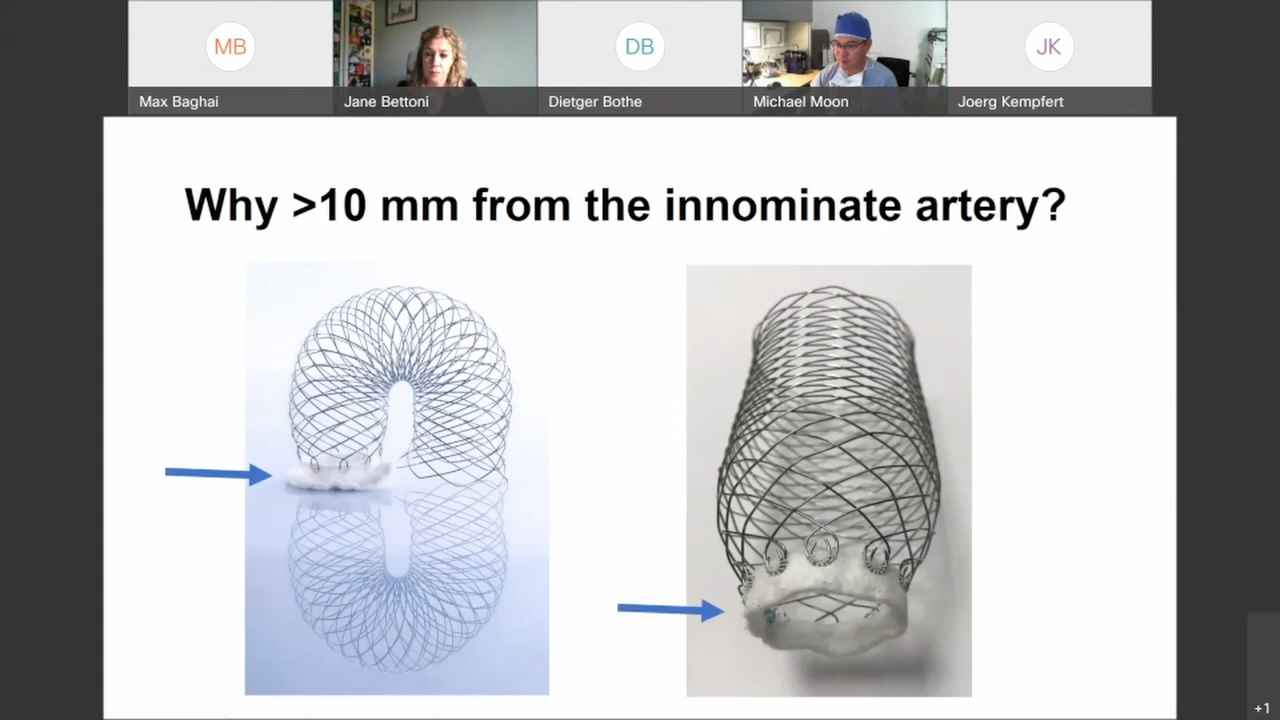 MB
DB
JK
Max Baghai
Jane Bettoni
Dietger Bothe
Michael Moon
Joerg Kempfert
Why >10 mm from the innominate artery?
+1